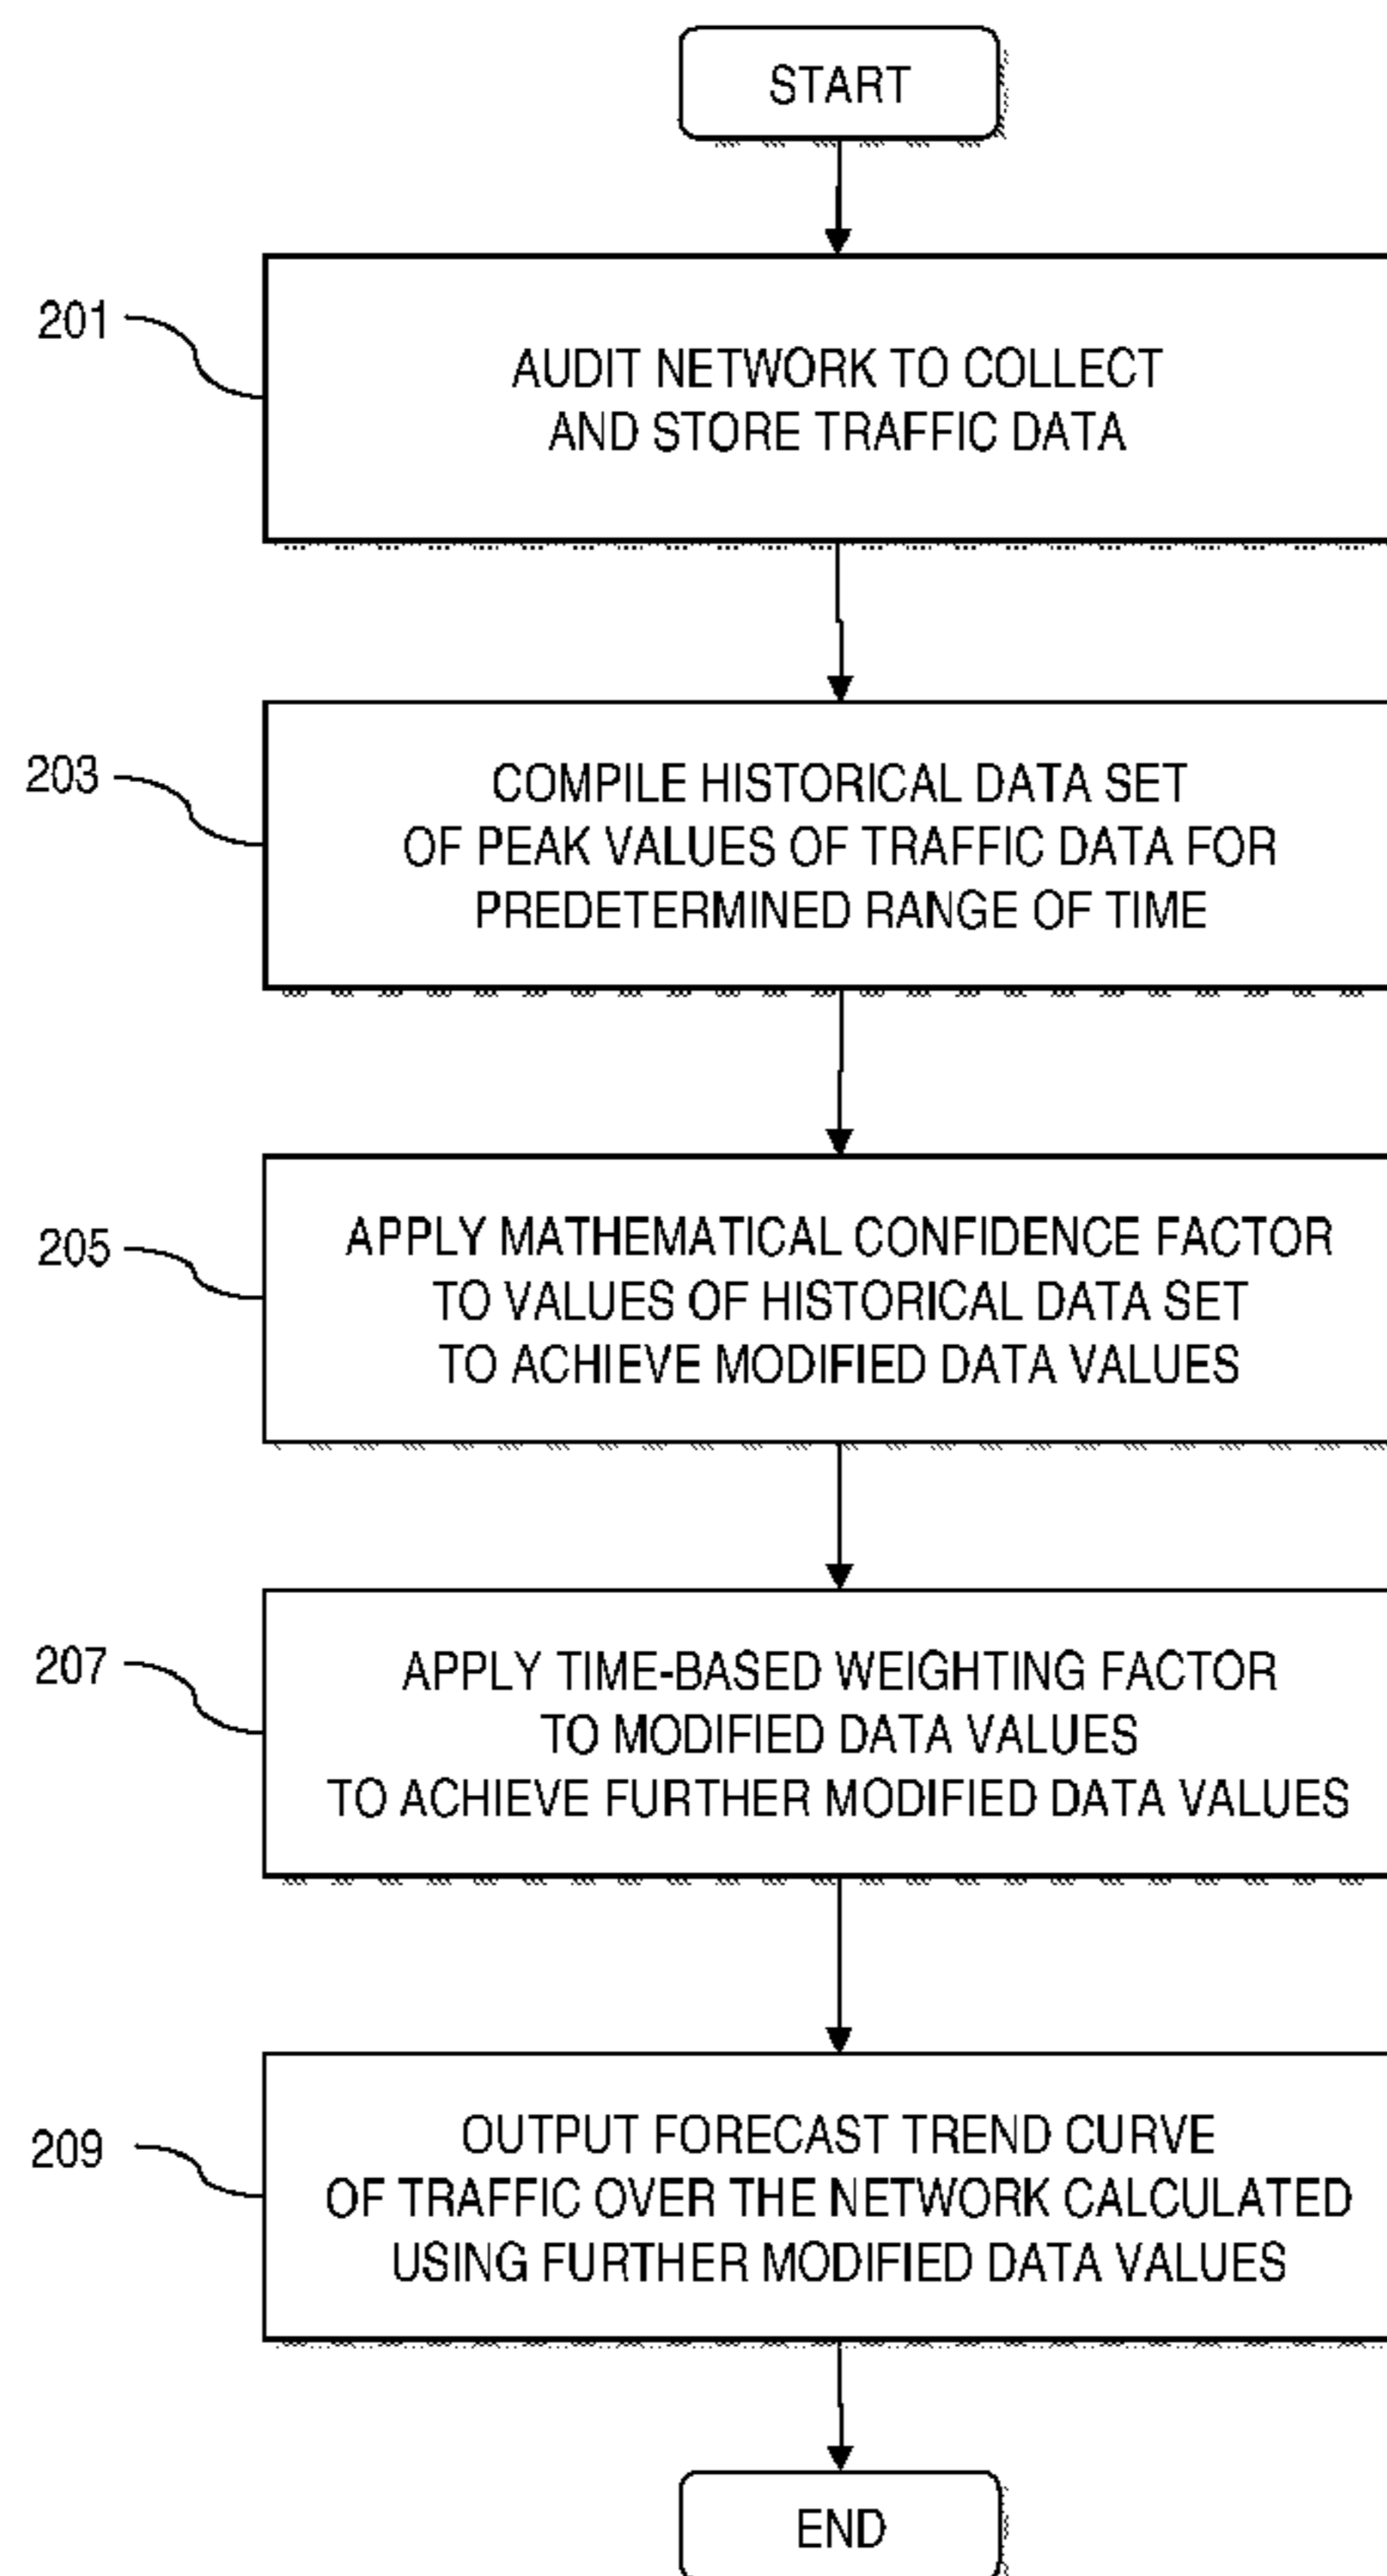 START
201
AUDIT NETWORK TO COLLECT
AND STORE TRAFFIC DATA
203
COMPILE HISTORICAL DATA SET
OF PEAK VALUES OF TRAFFIC DATA FOR
PREDETERMINED RANGE OF TIME
205
APPLY MATHEMATICAL CONFIDENCE FACTOR
TO VALUES OF HISTORICAL DATA SET
TO ACHIEVE MODIFIED DATA VALUES
207
APPLY TIME-BASED WEIGHTING FACTOR
TO MODIFIED DATA VALUES
TO ACHIEVE FURTHER MODIFIED DATA VALUES
209
OUTPUT FORECAST TREND CURVE
OF TRAFFIC OVER THE NETWORK CALCULATED
USING FURTHER MODIFIED DATA VALUES
END